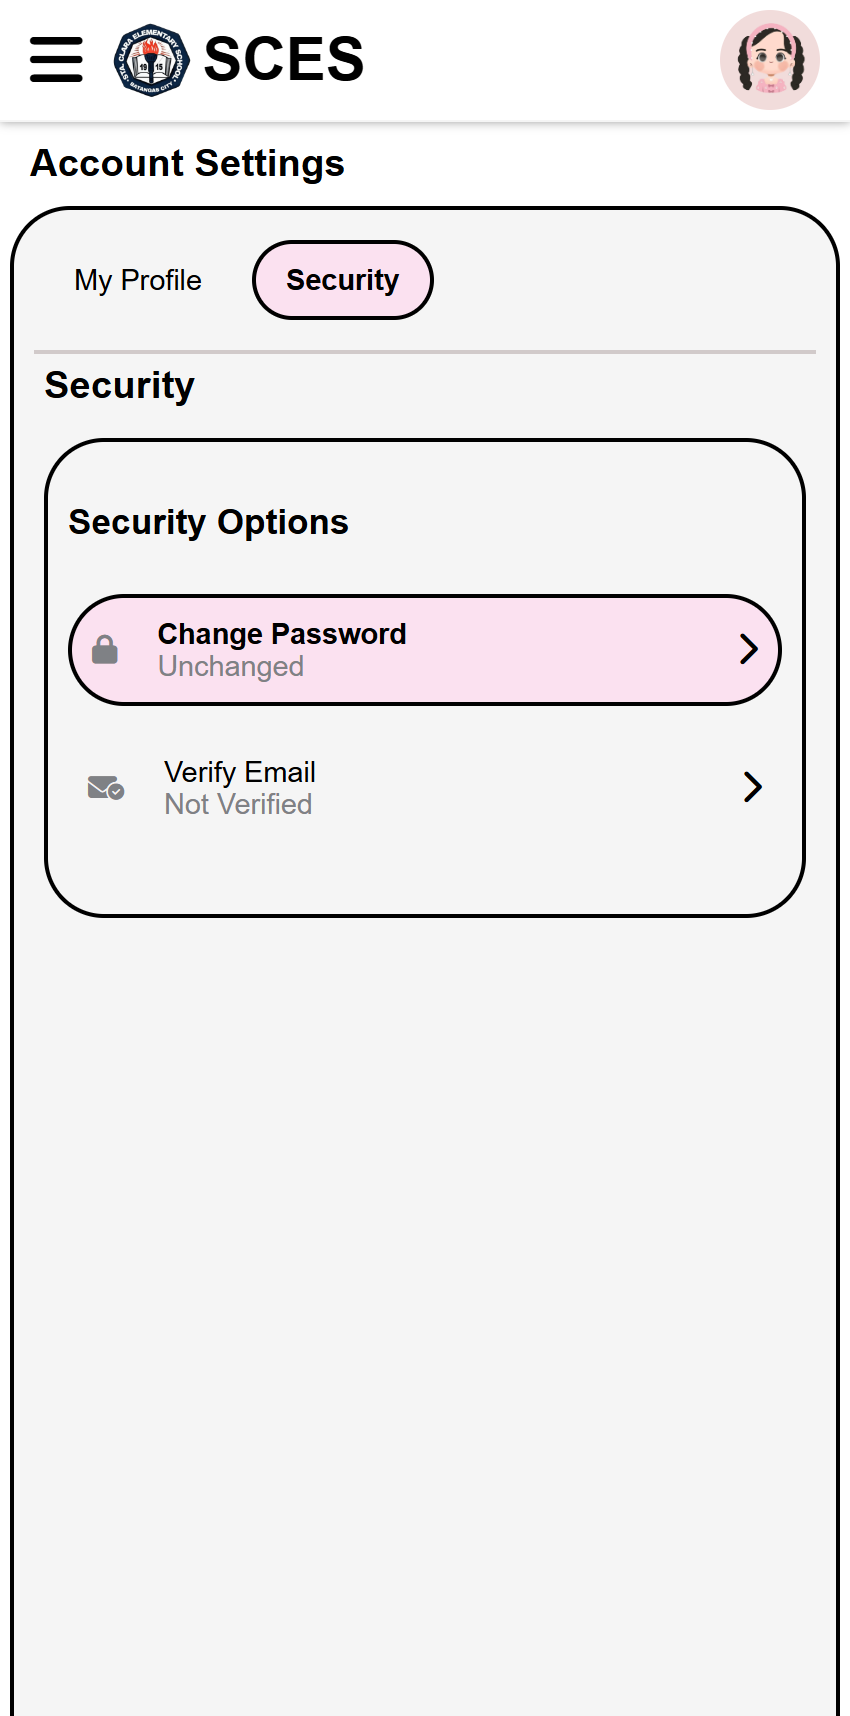 STA. CLARA ELEMENTARY SCHOOL
19 15
BATANGAS CITY
SCES
Account Settings
My Profile
Security
Security
Security Options
Change Password
Unchanged
Verify Email
Not Verified